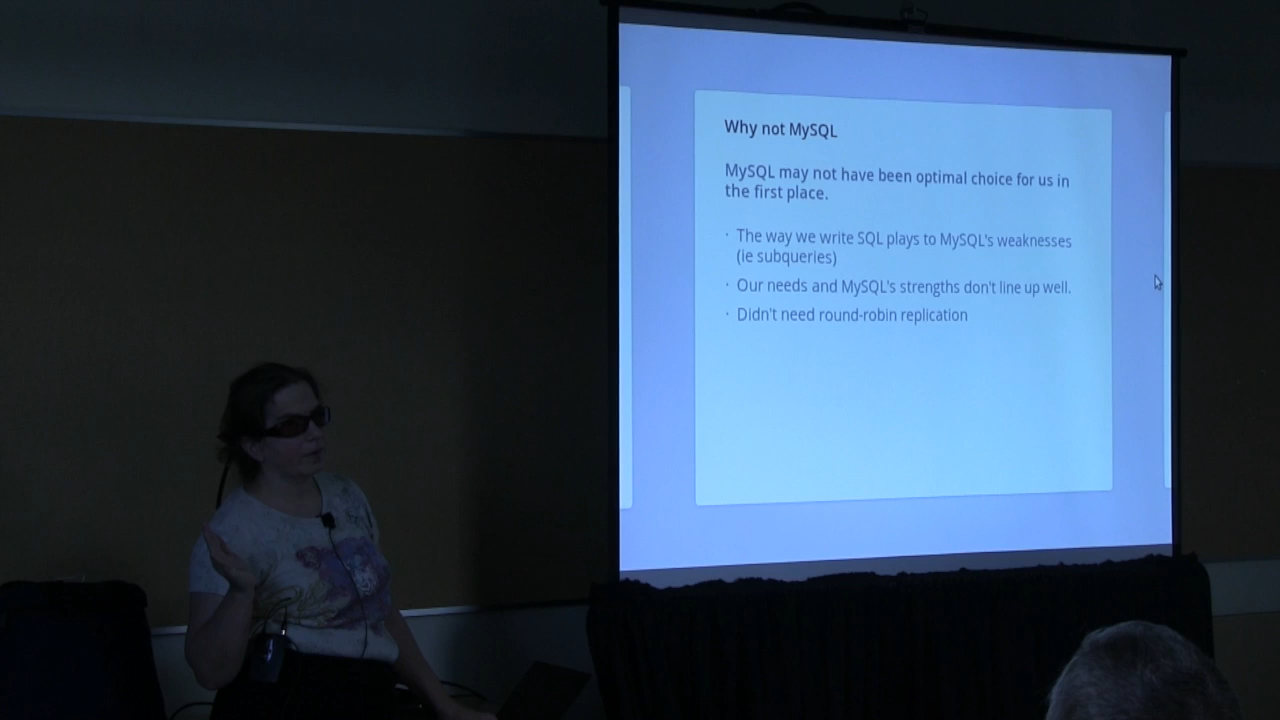 Why not MySQL
MySQL may not have been optimal choice for us in
the first place.
· The way we write SQL plays to MySQL's weaknesses
(ie subqueries)
· Our needs and MySQL's strengths don't line up well.
· Didn't need round-robin replication